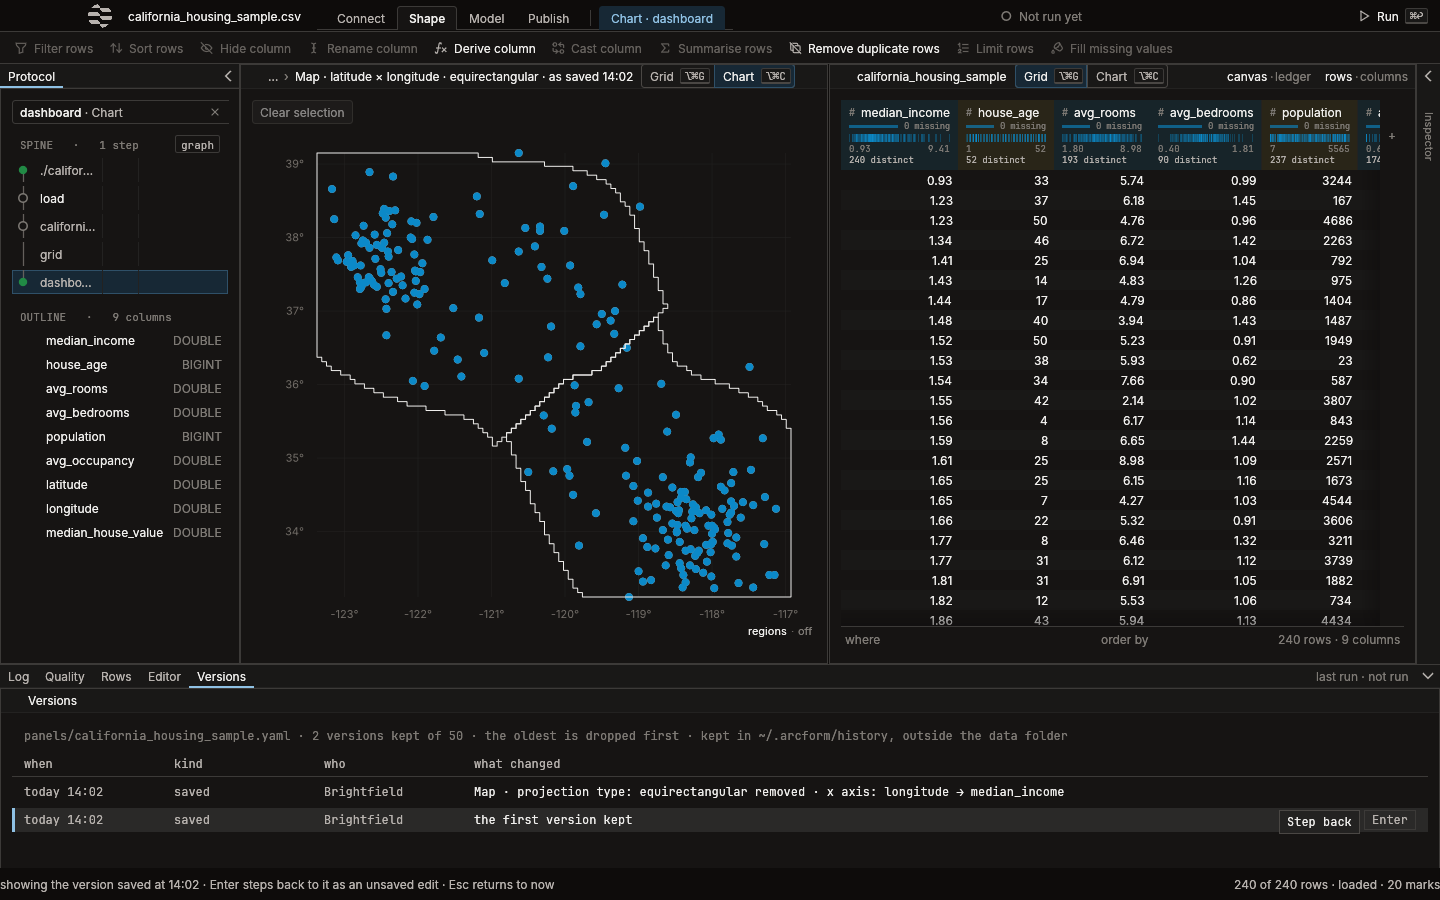 california_housing_sample.csv
Connect
Shape
Model
Publish
Chart · dashboard
Not run yet
Run
Filter rows
Sort rows
Hide column
Rename column
Derive column
Cast column
Summarise rows
Remove duplicate rows
Limit rows
Fill missing values
Protocol
... › Map · latitude × longitude · equirectangular · as saved 14:02
Grid ⌥⌘G
Chart ⌥⌘C
california_housing_sample
Grid ⌥⌘G
Chart ⌥⌘C
canvas · ledger
rows · columns
Inspector
dashboard · Chart ×
SPINE · 1 step
graph
./califor...
load
californi...
grid
dashbo...
OUTLINE · 9 columns
median_income DOUBLE
house_age BIGINT
avg_rooms DOUBLE
avg_bedrooms DOUBLE
population BIGINT
avg_occupancy DOUBLE
latitude DOUBLE
longitude DOUBLE
median_house_value DOUBLE
Clear selection
39°
38°
37°
36°
35°
34°
-123° -122° -121° -120° -119° -118° -117°
regions · off
# median_income # house_age # avg_rooms # avg_bedrooms # population #
0 missing 0 missing 0 missing 0 missing 0 missing
0.93 9.41 1 52 1.80 8.98 0.40 1.81 7 5565
240 distinct 52 distinct 193 distinct 90 distinct 237 distinct 174
+
0.93 33 5.74 0.99 3244
1.23 37 6.18 1.45 167
1.23 50 4.76 0.96 4686
1.34 46 6.72 1.42 2263
1.41 25 6.94 1.04 792
1.43 14 4.83 1.26 975
1.44 17 4.79 0.86 1404
1.48 40 3.94 1.43 1487
1.52 50 5.23 0.91 1949
1.53 38 5.93 0.62 23
1.54 34 7.66 0.90 587
1.55 42 2.14 1.02 3807
1.56 4 6.17 1.14 843
1.59 8 6.65 1.44 2259
1.61 25 8.98 1.09 2571
1.65 25 6.15 1.16 1673
1.65 7 4.27 1.03 4544
1.66 22 5.32 0.91 3606
1.77 8 6.46 1.32 3211
1.77 31 6.12 1.12 3739
1.81 31 6.91 1.05 1882
1.82 12 5.53 1.06 734
1.86 43 5.94 1.13 4434
where order by 240 rows · 9 columns
Log
Quality
Rows
Editor
Versions
last run · not run
Versions
panels/california_housing_sample.yaml · 2 versions kept of 50 · the oldest is dropped first · kept in ~/.arcform/history, outside the data folder
when kind who what changed
today 14:02 saved Brightfield Map · projection type: equirectangular removed · x axis: longitude → median_income
today 14:02 saved Brightfield the first version kept
Step back Enter
showing the version saved at 14:02 · Enter steps back to it as an unsaved edit · Esc returns to now
240 of 240 rows · loaded · 20 marks